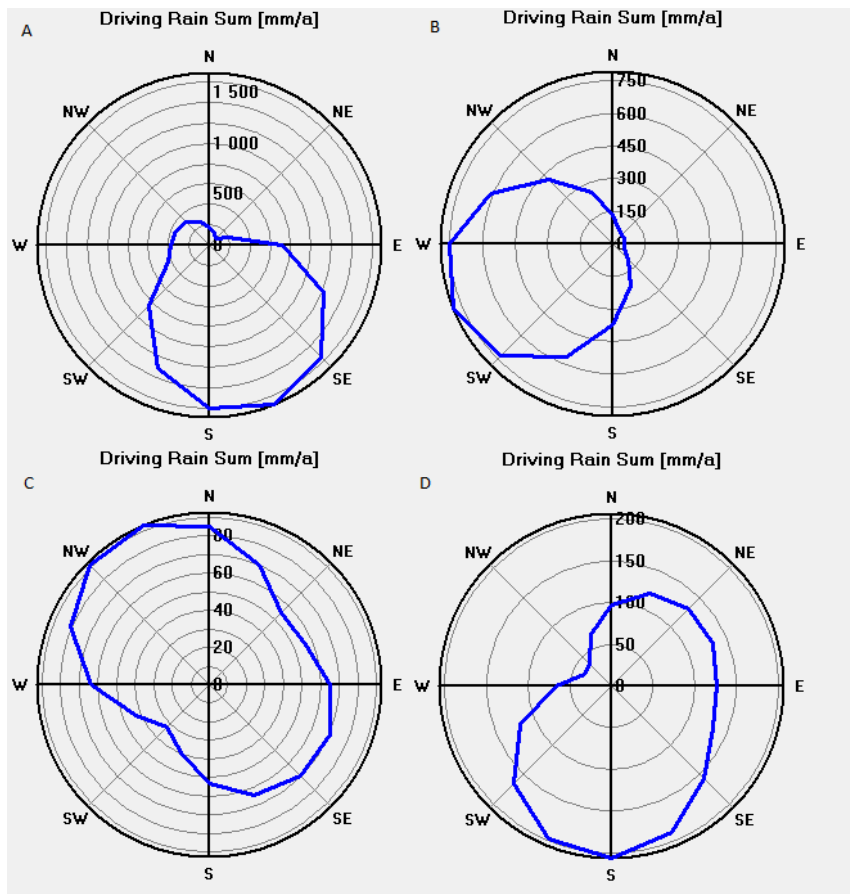 A
Driving Rain Sum [mm/a]
N
NW
NE
1 500
1 000
500
0
W
E
SW
SE
S
B
Driving Rain Sum [mm/a]
N
NW
NE
750
600
450
300
150
0
W
E
SW
SE
S
C
Driving Rain Sum [mm/a]
N
NW
NE
80
60
40
20
0
W
E
SW
SE
S
D
Driving Rain Sum [mm/a]
N
NW
NE
200
150
100
50
0
W
E
SW
SE
S